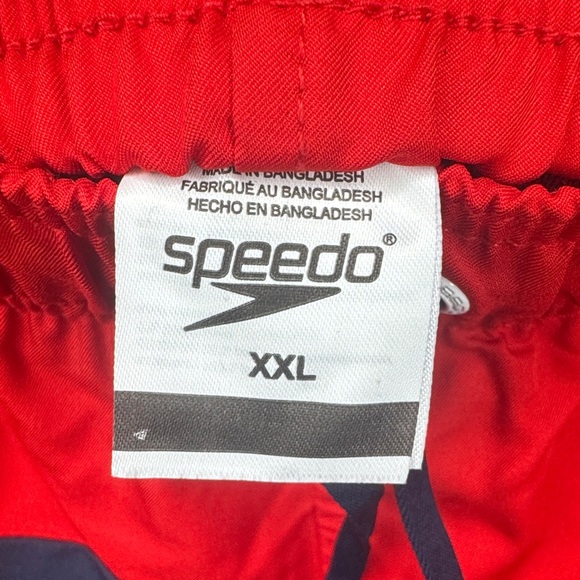 MADE IN BANGLADESH
FABRIQUÉ AU BANGLADESH
HECHO EN BANGLADESH
speedo®
XXL